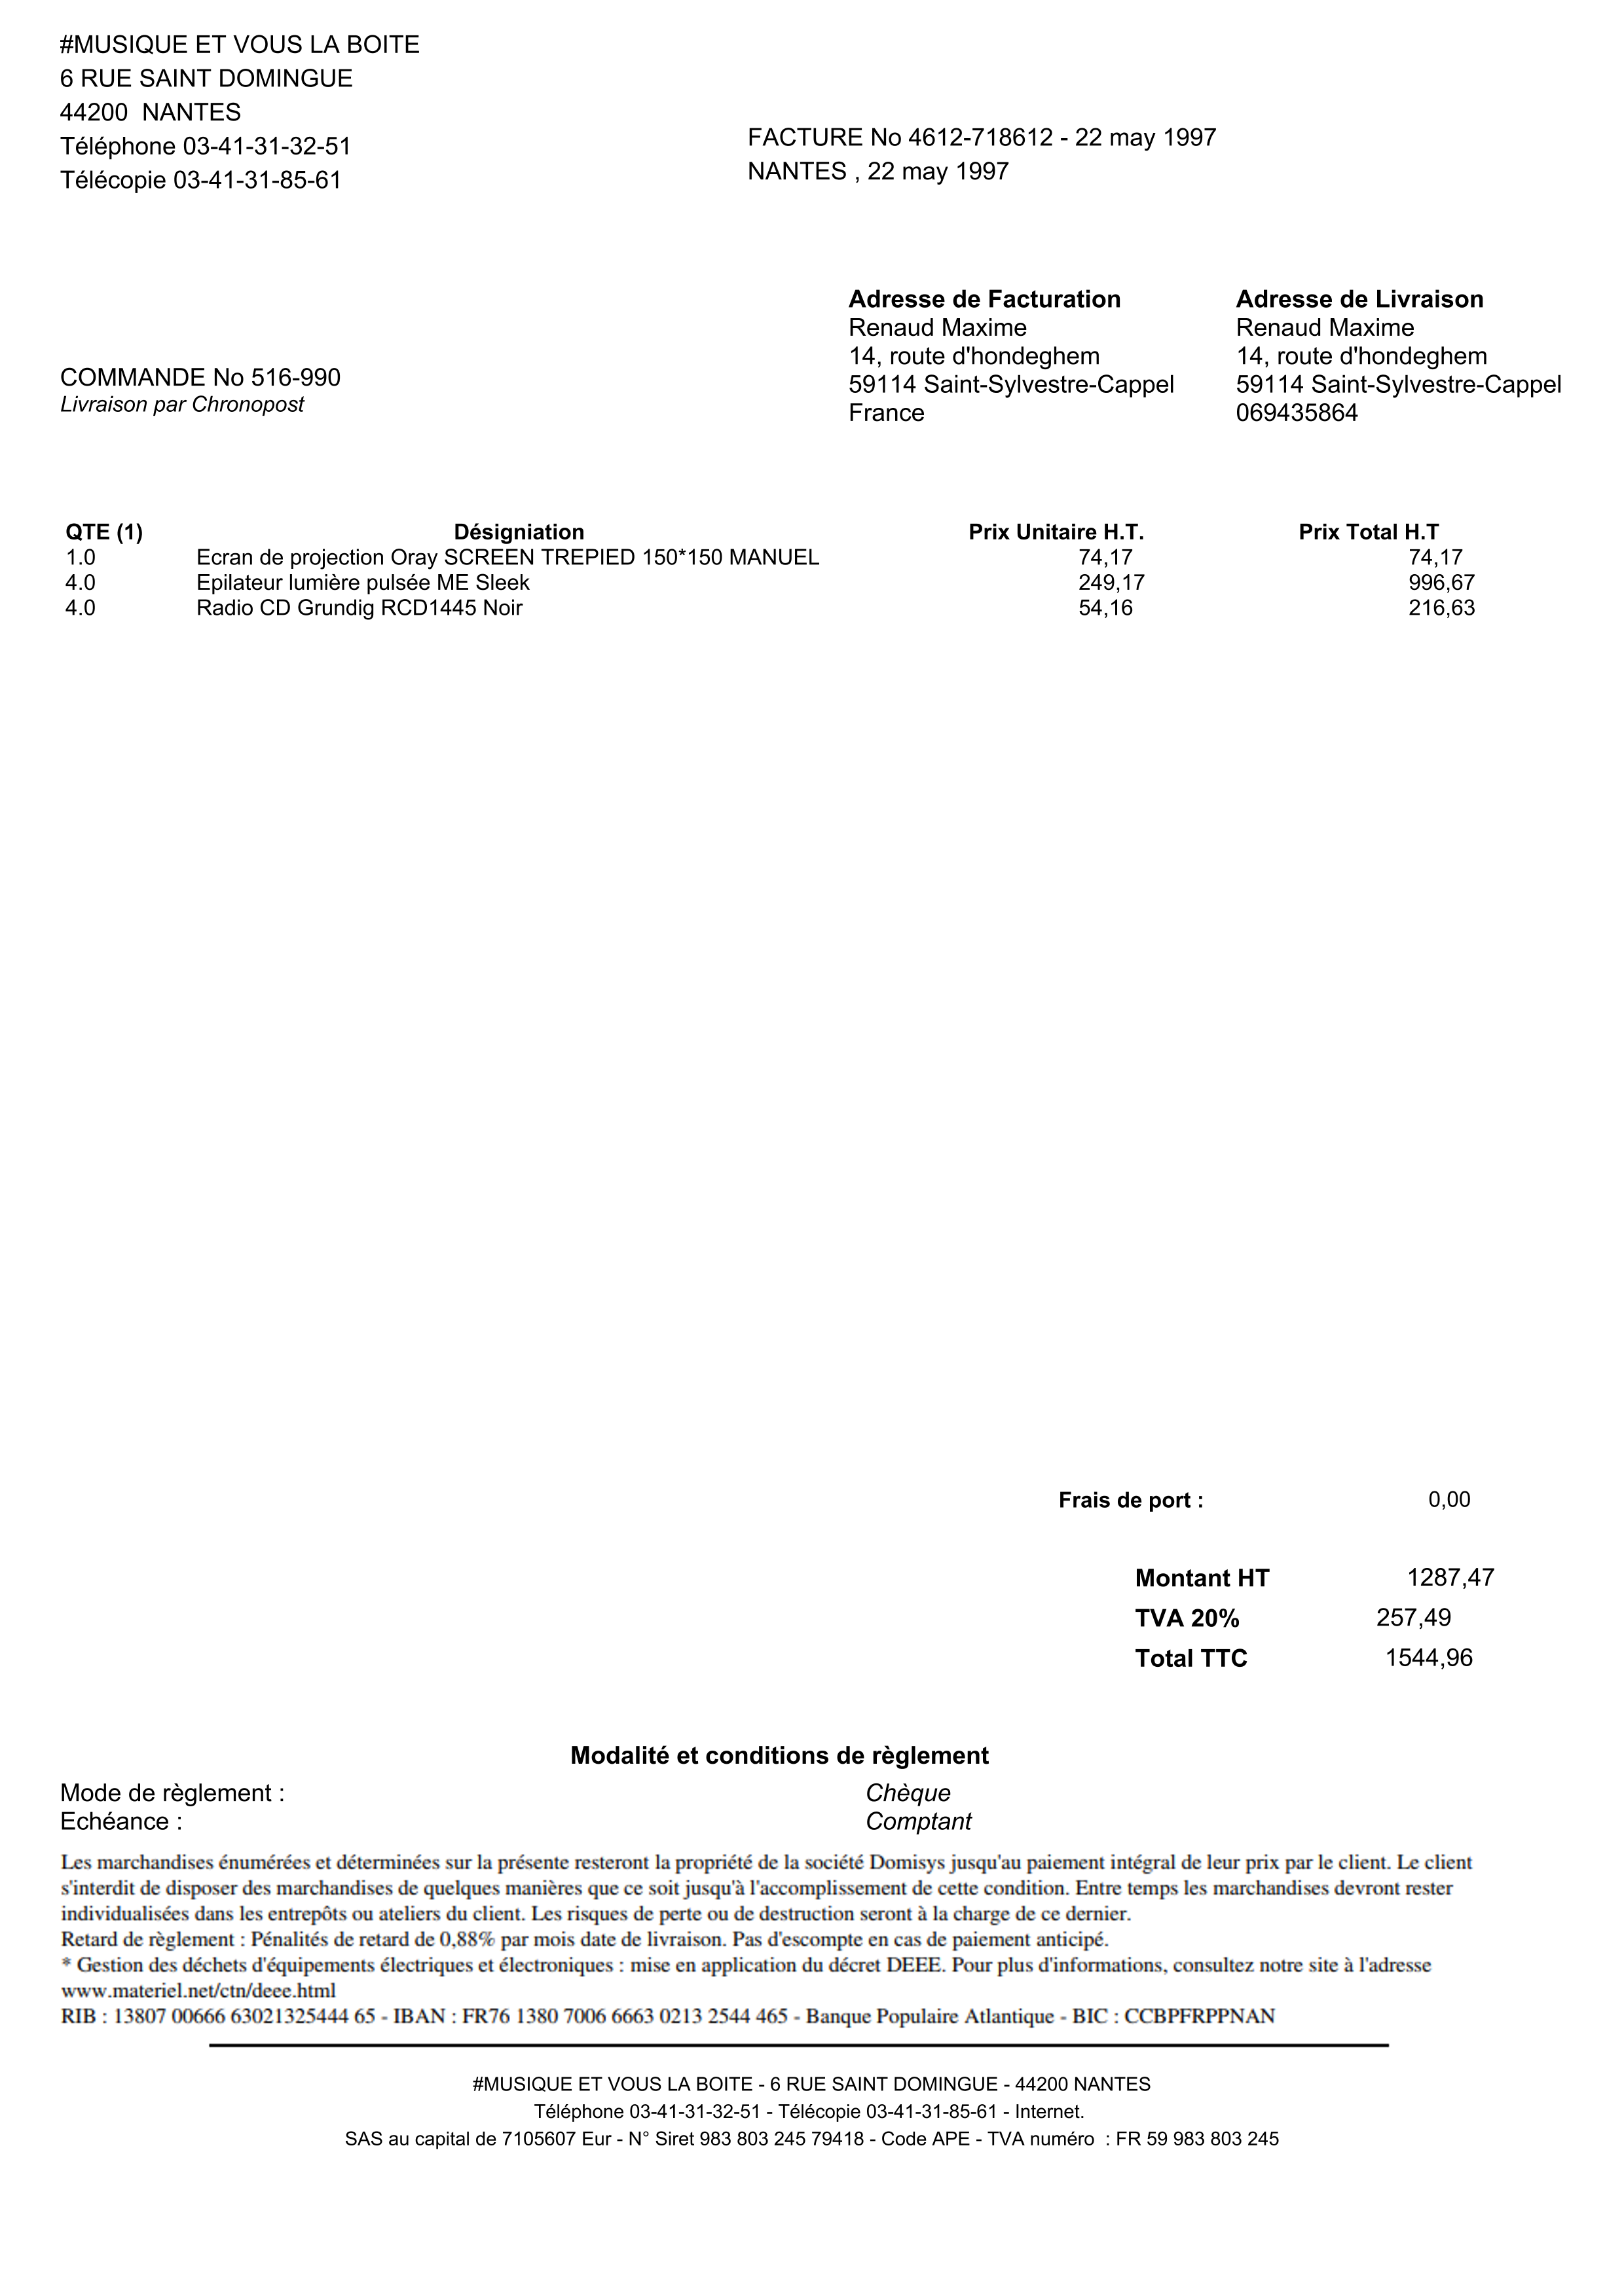 #MUSIQUE ET VOUS LA BOITE
6 RUE SAINT DOMINGUE
44200  NANTES
Téléphone 03-41-31-32-51
Télécopie 03-41-31-85-61
FACTURE No 4612-718612 - 22 may 1997
NANTES , 22 may 1997
COMMANDE No 516-990
Livraison par Chronopost
Adresse de Facturation
Renaud Maxime
14, route d'hondeghem
59114 Saint-Sylvestre-Cappel
France
Adresse de Livraison
Renaud Maxime
14, route d'hondeghem
59114 Saint-Sylvestre-Cappel
069435864
QTE (1) Désigniation Prix Unitaire H.T. Prix Total H.T
1.0 Ecran de projection Oray SCREEN TREPIED 150*150 MANUEL 74,17 74,17
4.0 Epilateur lumière pulsée ME Sleek 249,17 996,67
4.0 Radio CD Grundig RCD1445 Noir 54,16 216,63
Frais de port : 0,00
Montant HT 1287,47
TVA 20% 257,49
Total TTC 1544,96
Modalité et conditions de règlement
Mode de règlement : Chèque
Echéance : Comptant
Les marchandises énumérées et déterminées sur la présente resteront la propriété de la société Domisys jusqu'au paiement intégral de leur prix par le client. Le client
s'interdit de disposer des marchandises de quelques manières que ce soit jusqu'à l'accomplissement de cette condition. Entre temps les marchandises devront rester
individualisées dans les entrepôts ou ateliers du client. Les risques de perte ou de destruction seront à la charge de ce dernier.
Retard de règlement : Pénalités de retard de 0,88% par mois date de livraison. Pas d'escompte en cas de paiement anticipé.
* Gestion des déchets d'équipements électriques et électroniques : mise en application du décret DEEE. Pour plus d'informations, consultez notre site à l'adresse
www.materiel.net/ctn/deee.html
RIB : 13807 00666 63021325444 65 - IBAN : FR76 1380 7006 6663 0213 2544 465 - Banque Populaire Atlantique - BIC : CCBPFRPPNAN
#MUSIQUE ET VOUS LA BOITE - 6 RUE SAINT DOMINGUE - 44200 NANTES
Téléphone 03-41-31-32-51 - Télécopie 03-41-31-85-61 - Internet.
SAS au capital de 7105607 Eur - N° Siret 983 803 245 79418 - Code APE - TVA numéro  : FR 59 983 803 245